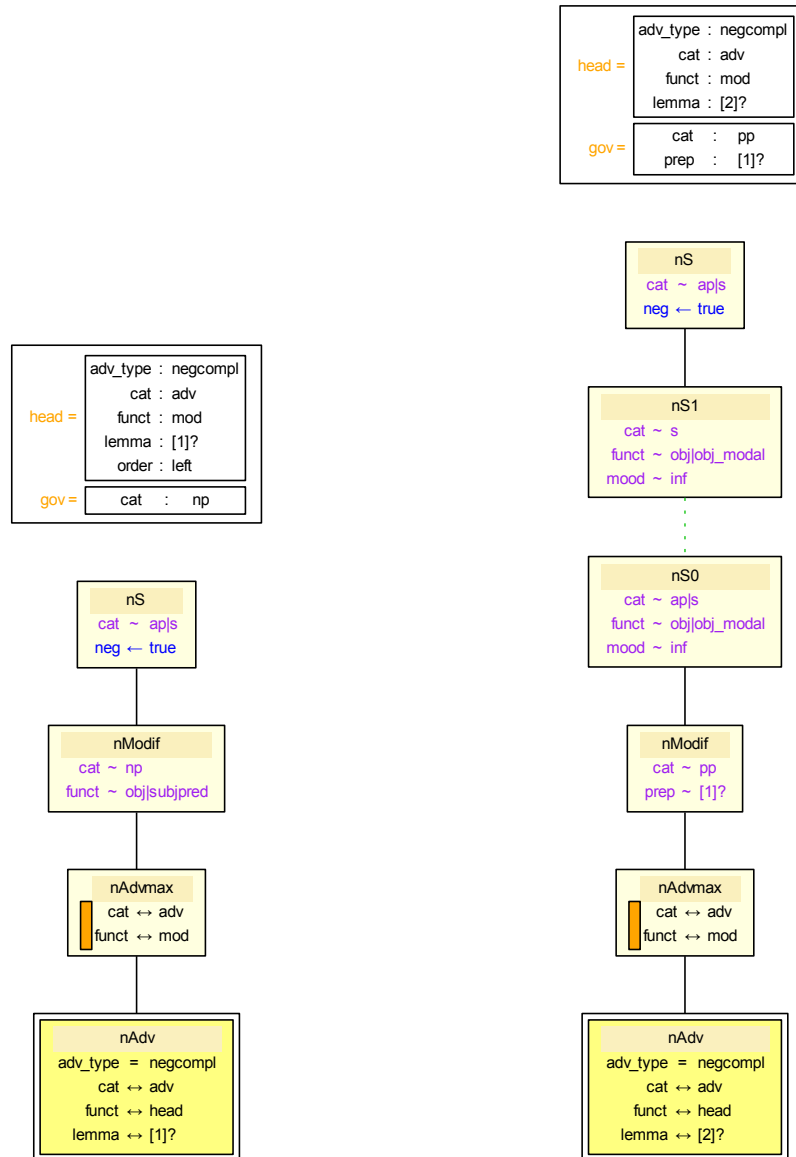 head =
adv_type : negcompl
cat : adv
funct : mod
lemma : [1]?
order : left
gov =
cat : np
nS
cat ~ ap|s
neg ← true
nModif
cat ~ np
funct ~ obj|subjpred
nAdvmax
cat ↔ adv
funct ↔ mod
nAdv
adv_type = negcompl
cat ↔ adv
funct ↔ head
lemma ↔ [1]?
head =
adv_type : negcompl
cat : adv
funct : mod
lemma : [2]?
gov =
cat : pp
prep : [1]?
nS
cat ~ ap|s
neg ← true
nS1
cat ~ s
funct ~ obj|obj_modal
mood ~ inf
nS0
cat ~ ap|s
funct ~ obj|obj_modal
mood ~ inf
nModif
cat ~ pp
prep ~ [1]?
nAdvmax
cat ↔ adv
funct ↔ mod
nAdv
adv_type = negcompl
cat ↔ adv
funct ↔ head
lemma ↔ [2]?